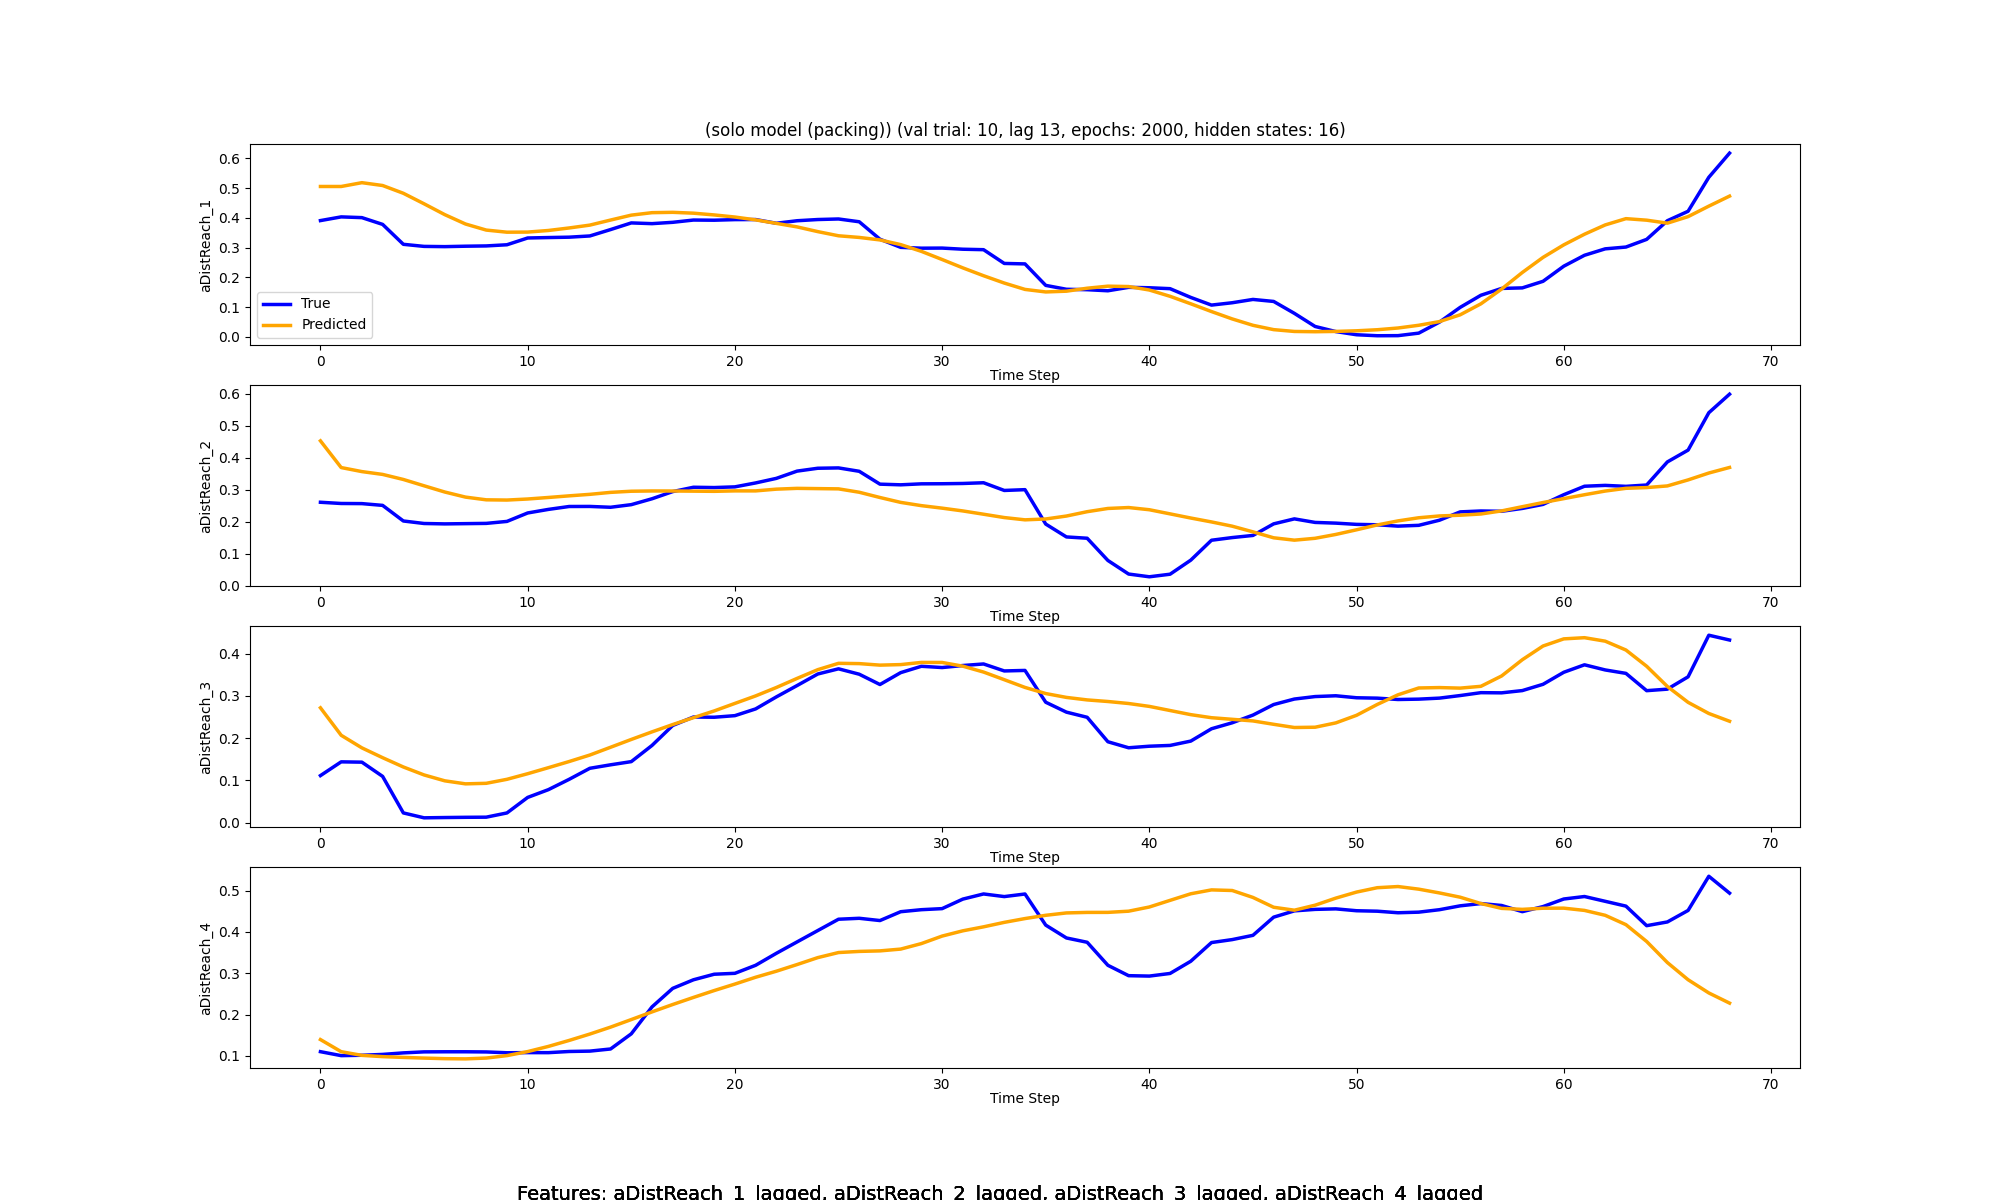 (solo model (packing)) (val trial: 10, lag 13, epochs: 2000, hidden states: 16)
0.6
0.5
0.4
0.3
0.2
0.1
0.0
aDistReach_1
True
Predicted
0 10 20 30 40 50 60 70
Time Step
0.6
0.5
0.4
0.3
0.2
0.1
0.0
aDistReach_2
0 10 20 30 40 50 60 70
Time Step
0.4
0.3
0.2
0.1
0.0
aDistReach_3
0 10 20 30 40 50 60 70
Time Step
0.5
0.4
0.3
0.2
0.1
aDistReach_4
0 10 20 30 40 50 60 70
Time Step
Features: aDistReach_1_lagged, aDistReach_2_lagged, aDistReach_3_lagged, aDistReach_4_lagged